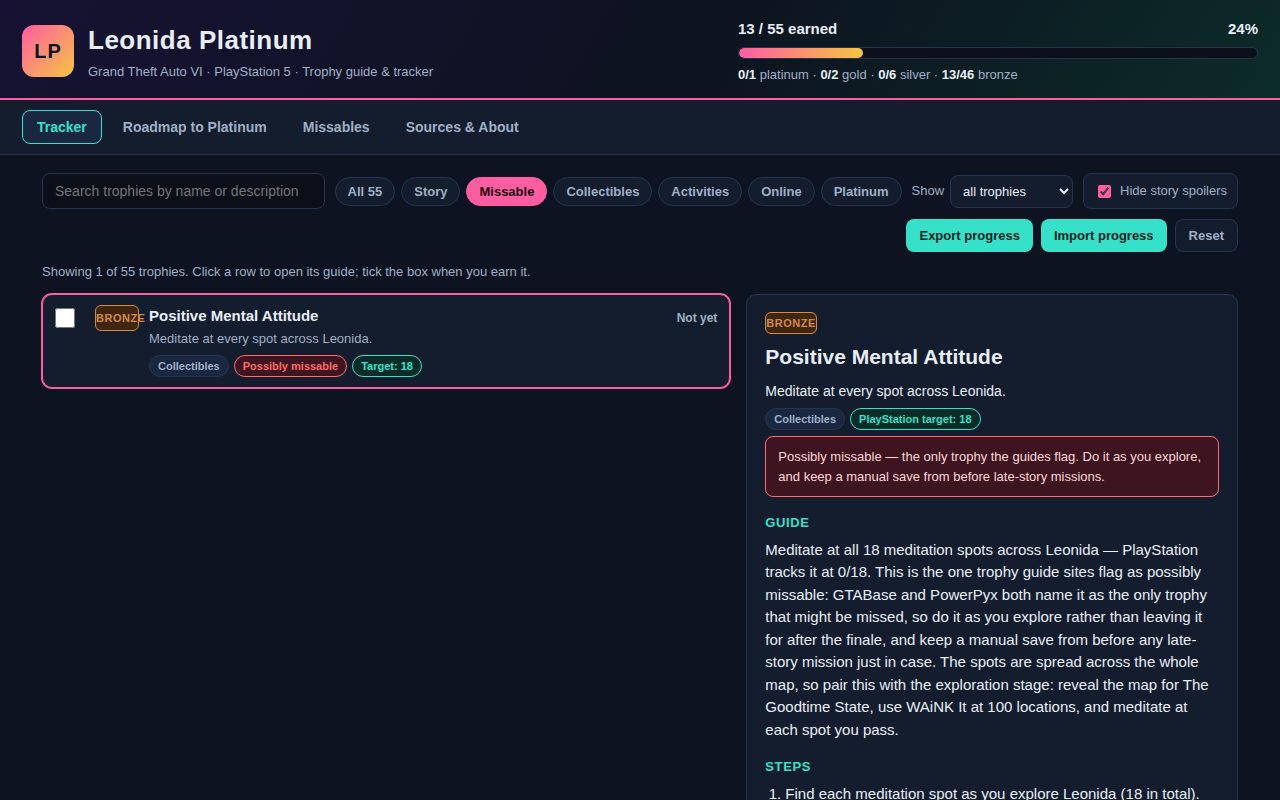 LP
Leonida Platinum
Grand Theft Auto VI · PlayStation 5 · Trophy guide & tracker
13 / 55 earned 24%
0/1 platinum · 0/2 gold · 0/6 silver · 13/46 bronze
Tracker Roadmap to Platinum Missables Sources & About
Search trophies by name or description All 55 Story Missable Collectibles Activities Online Platinum Show all trophies Hide story spoilers
Export progress Import progress Reset
Showing 1 of 55 trophies. Click a row to open its guide; tick the box when you earn it.
BRONZE Positive Mental Attitude Not yet
Meditate at every spot across Leonida.
Collectibles Possibly missable Target: 18
BRONZE
Positive Mental Attitude
Meditate at every spot across Leonida.
Collectibles PlayStation target: 18
Possibly missable — the only trophy the guides flag. Do it as you explore,
and keep a manual save from before late-story missions.
GUIDE
Meditate at all 18 meditation spots across Leonida — PlayStation
tracks it at 0/18. This is the one trophy guide sites flag as possibly
missable: GTABase and PowerPyx both name it as the only trophy
that might be missed, so do it as you explore rather than leaving it
for after the finale, and keep a manual save from before any late-
story mission just in case. The spots are spread across the whole
map, so pair this with the exploration stage: reveal the map for The
Goodtime State, use WAiNK It at 100 locations, and meditate at
each spot you pass.
STEPS
1. Find each meditation spot as you explore Leonida (18 in total).